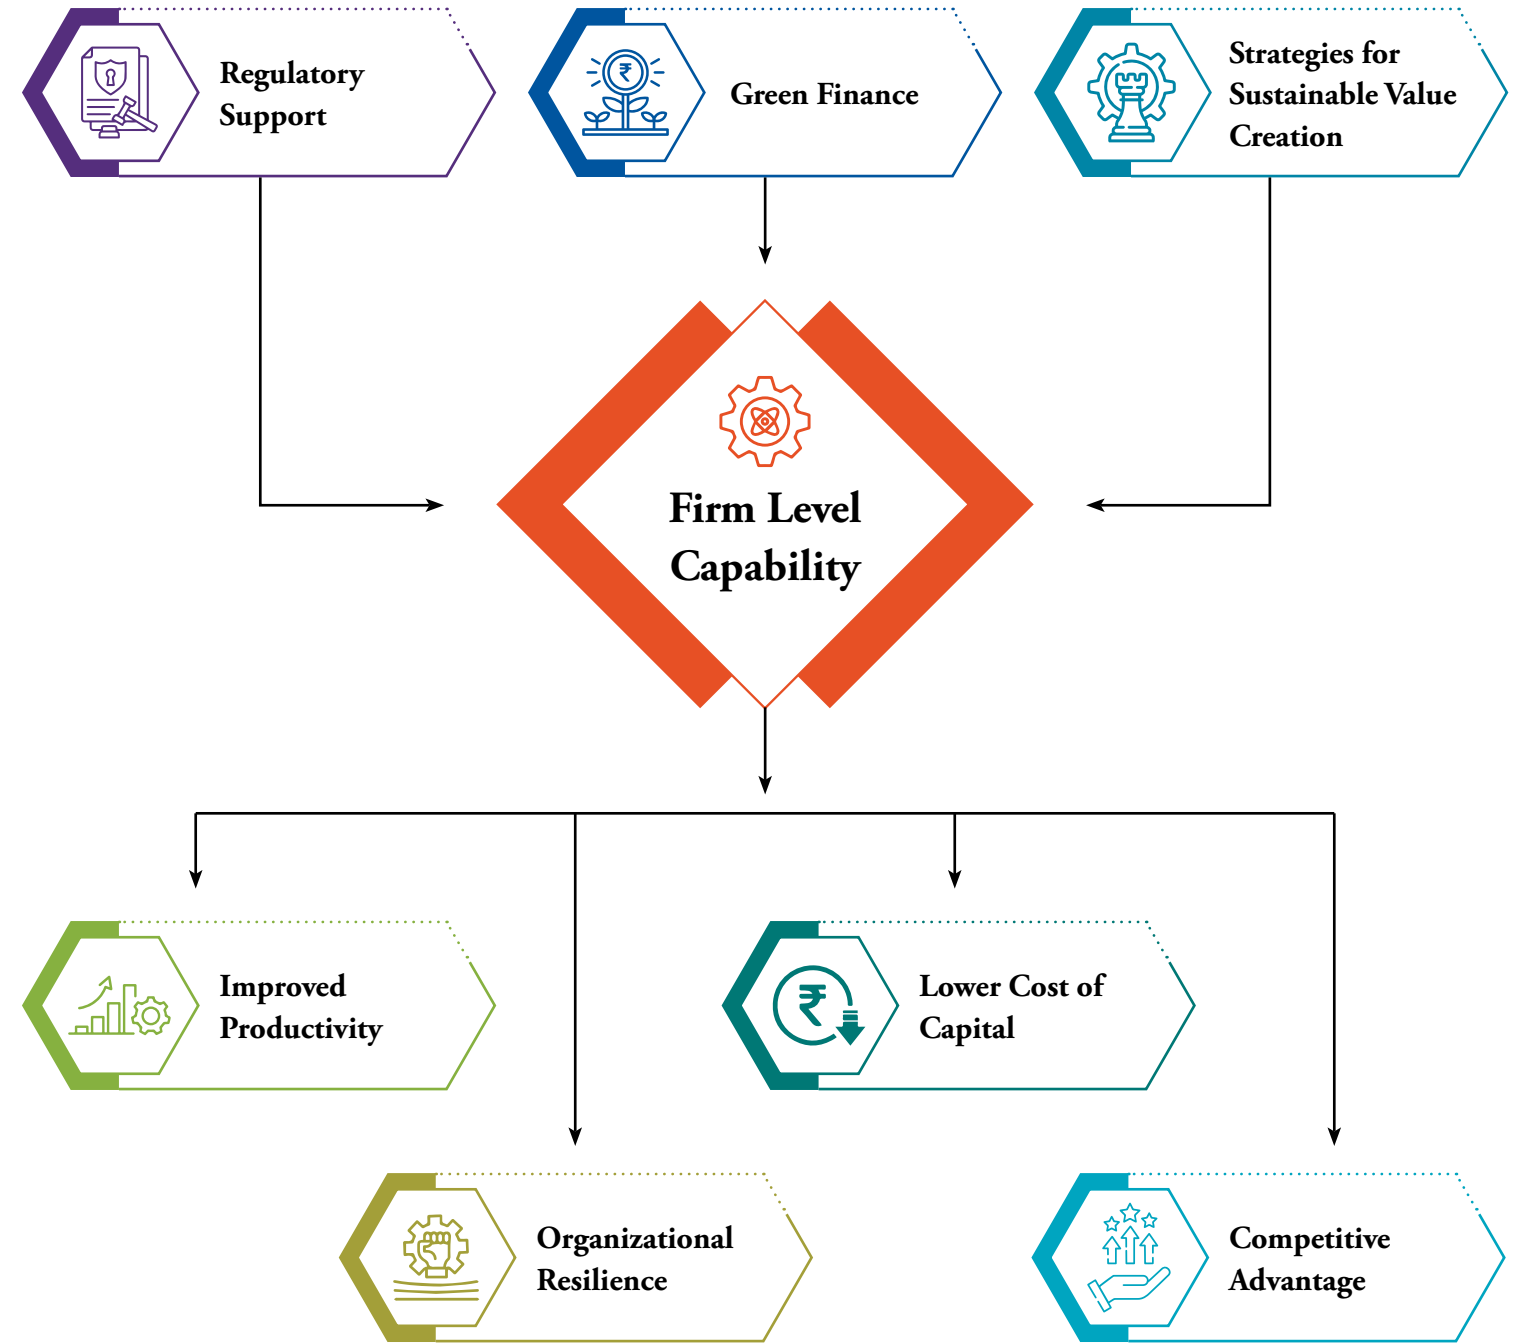 Regulatory
Support
Green Finance
Strategies for
Sustainable Value
Creation
₹
Firm Level
Capability
Improved
Productivity
₹
Lower Cost of
Capital
Organizational
Resilience
Competitive
Advantage